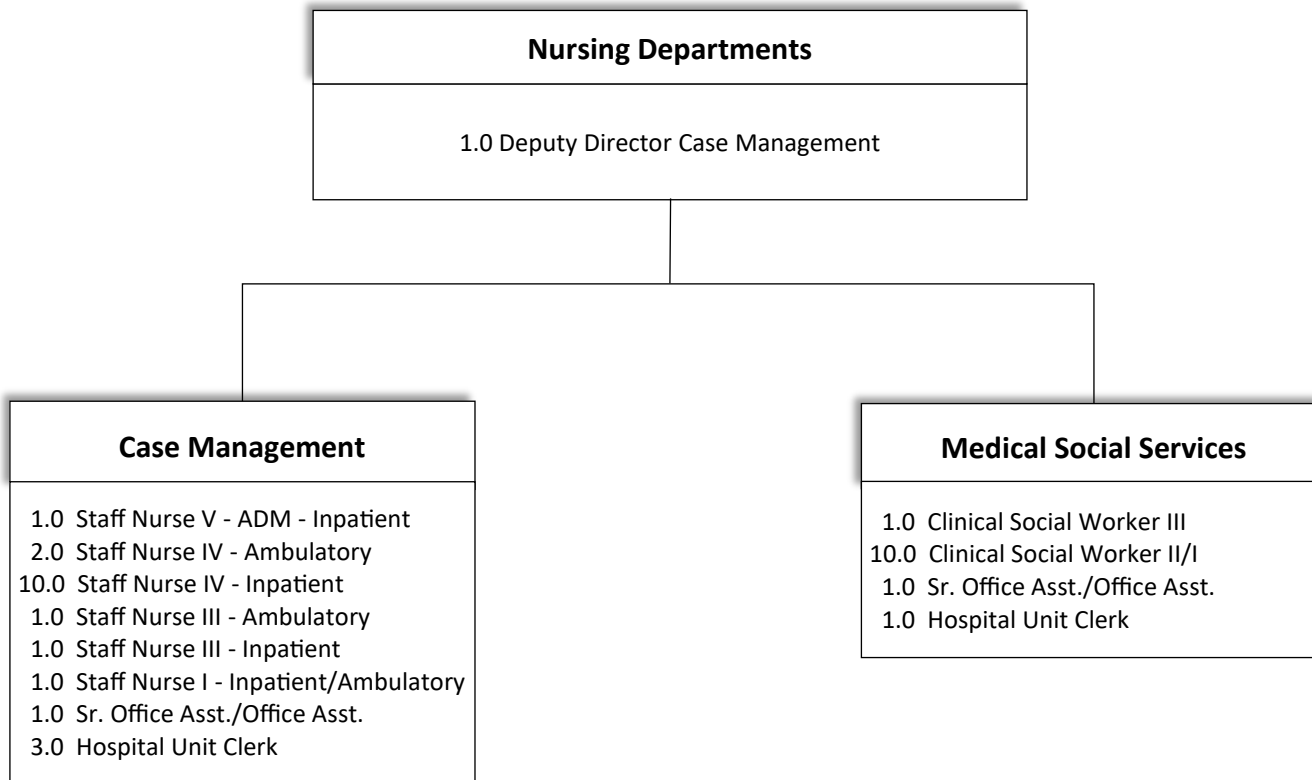 Nursing Departments
1.0 Deputy Director Case Management
Case Management
1.0 Staff Nurse V - ADM - Inpatient
2.0 Staff Nurse IV - Ambulatory
10.0 Staff Nurse IV - Inpatient
1.0 Staff Nurse III - Ambulatory
1.0 Staff Nurse III - Inpatient
1.0 Staff Nurse I - Inpatient/Ambulatory
1.0 Sr. Office Asst./Office Asst.
3.0 Hospital Unit Clerk
Medical Social Services
1.0 Clinical Social Worker III
10.0 Clinical Social Worker II/I
1.0 Sr. Office Asst./Office Asst.
1.0 Hospital Unit Clerk